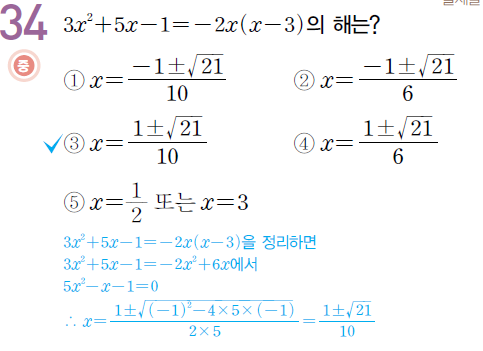 34 3x²+5x-1=-2x(x-3)의 해는?
중
① x=(-1±√21)/10 ② x=(-1±√21)/6
③ x=(1±√21)/10 ④ x=(1±√21)/6
⑤ x=1/2 또는 x=3
3x²+5x-1=-2x(x-3)을 정리하면
3x²+5x-1=-2x²+6x에서
5x²-x-1=0
∴ x=(1±√((-1)²-4×5×(-1)))/(2×5)=(1±√21)/10